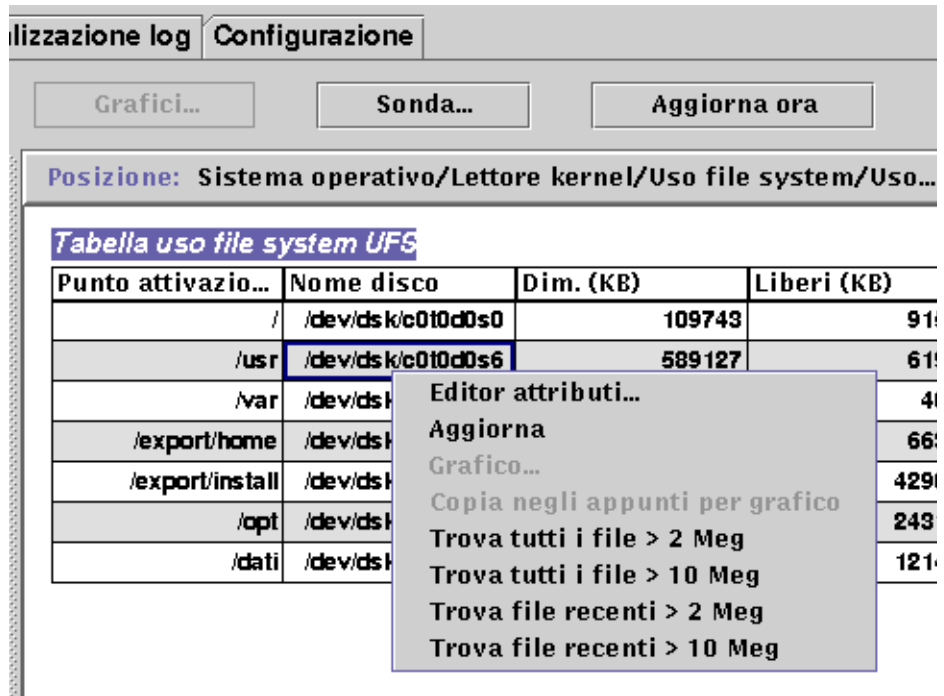 lizzazione log Configurazione
Grafici... Sonda... Aggiorna ora
Posizione: Sistema operativo/Lettore kernel/Uso file system/Uso...
Tabella uso file system UFS
Punto attivazio... Nome disco Dim. (KB) Liberi (KB)
/ /dev/dsk/c0t0d0s0 109743
/usr /dev/dsk/c0t0d0s6 589127
/var
/export/home
/export/install
/opt
/dati
Editor attributi...
Aggiorna
Grafico...
Copia negli appunti per grafico
Trova tutti i file > 2 Meg
Trova tutti i file > 10 Meg
Trova file recenti > 2 Meg
Trova file recenti > 10 Meg